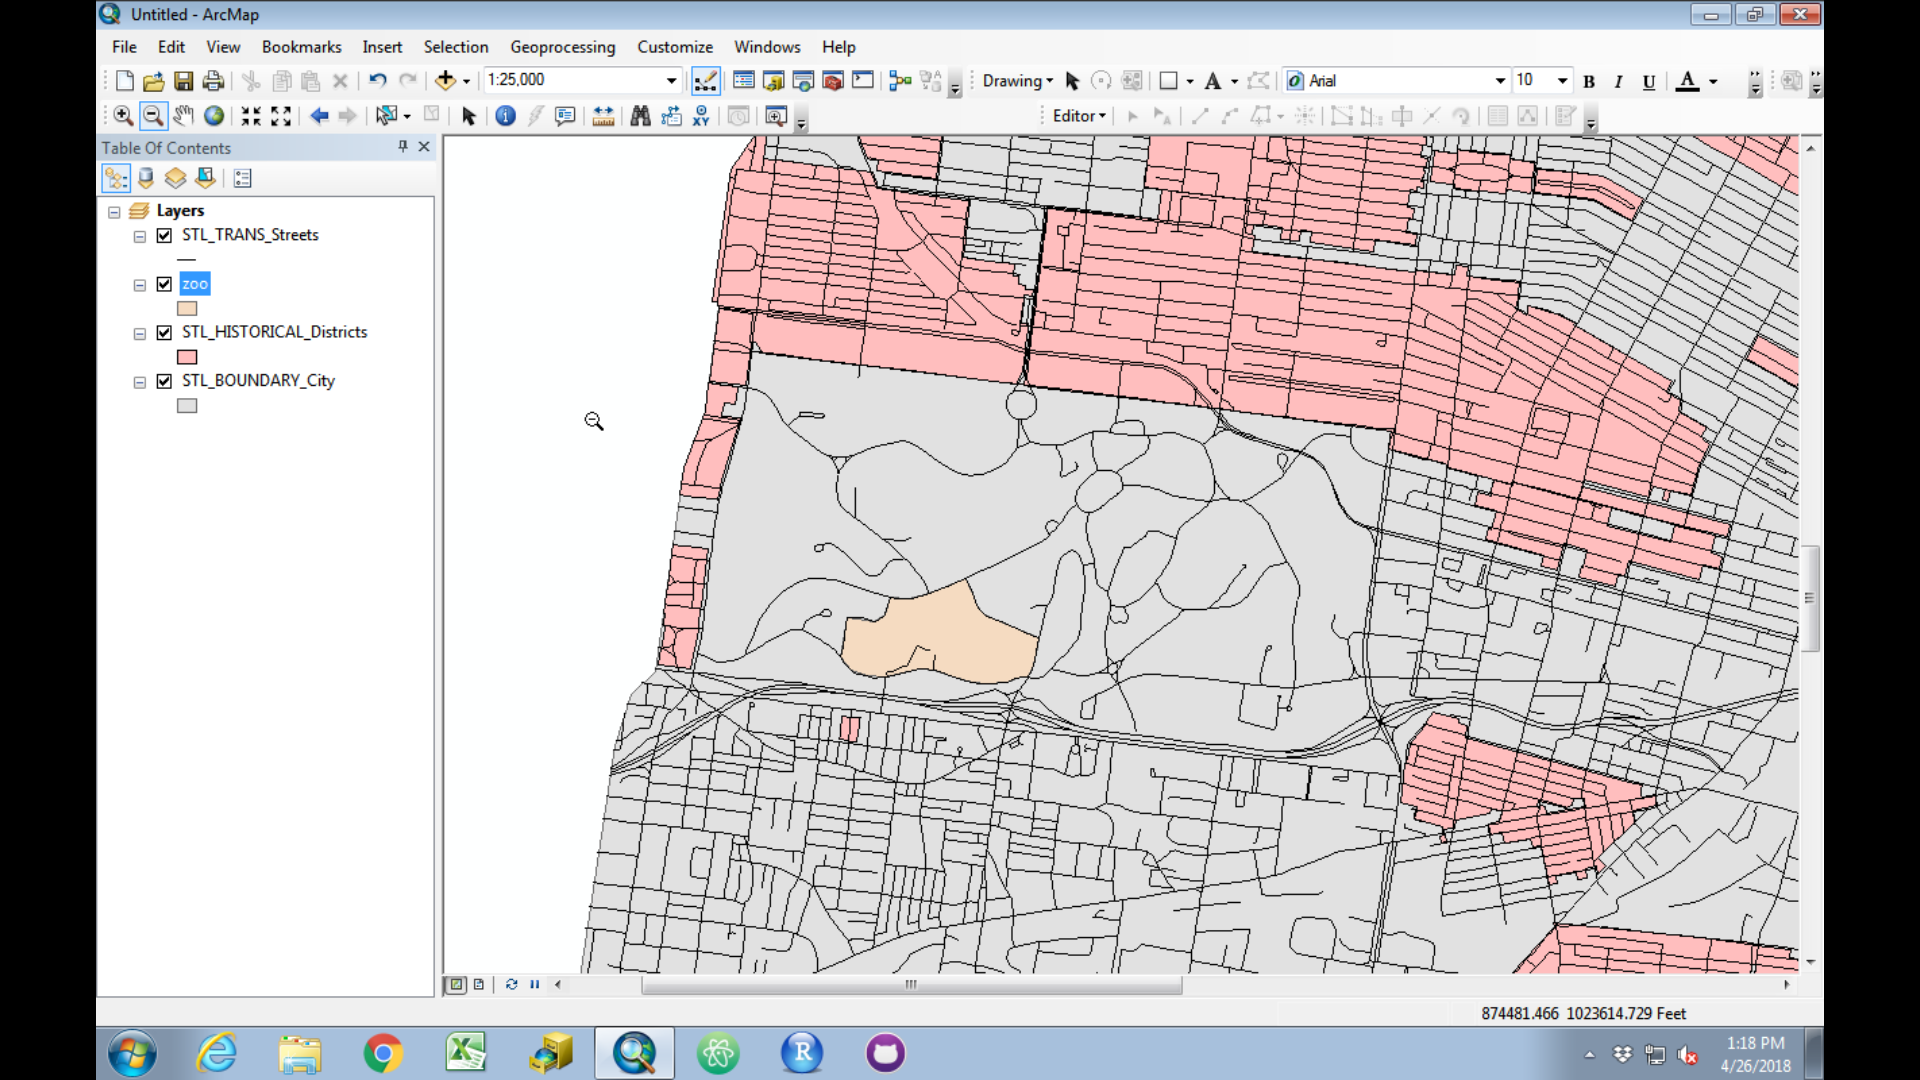 Untitled - ArcMap
File Edit View Bookmarks Insert Selection Geoprocessing Customize Windows Help
1:25,000 Drawing A Arial 10 B I U A
XY Editor
Table Of Contents
Layers
STL_TRANS_Streets
zoo
STL_HISTORICAL_Districts
STL_BOUNDARY_City
874481.466 1023614.729 Feet
R
1:18 PM
4/26/2018